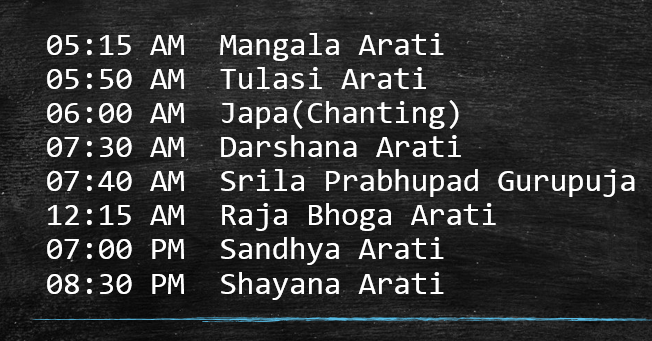 05:15 AM Mangala Arati
05:50 AM Tulasi Arati
06:00 AM Japa(Chanting)
07:30 AM Darshana Arati
07:40 AM Srila Prabhupad Gurupuja
12:15 AM Raja Bhoga Arati
07:00 PM Sandhya Arati
08:30 PM Shayana Arati